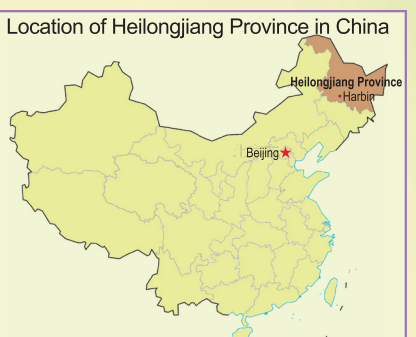 Location of Heilongjiang Province in China
Heilongjiang Province
Harbin
Beijing